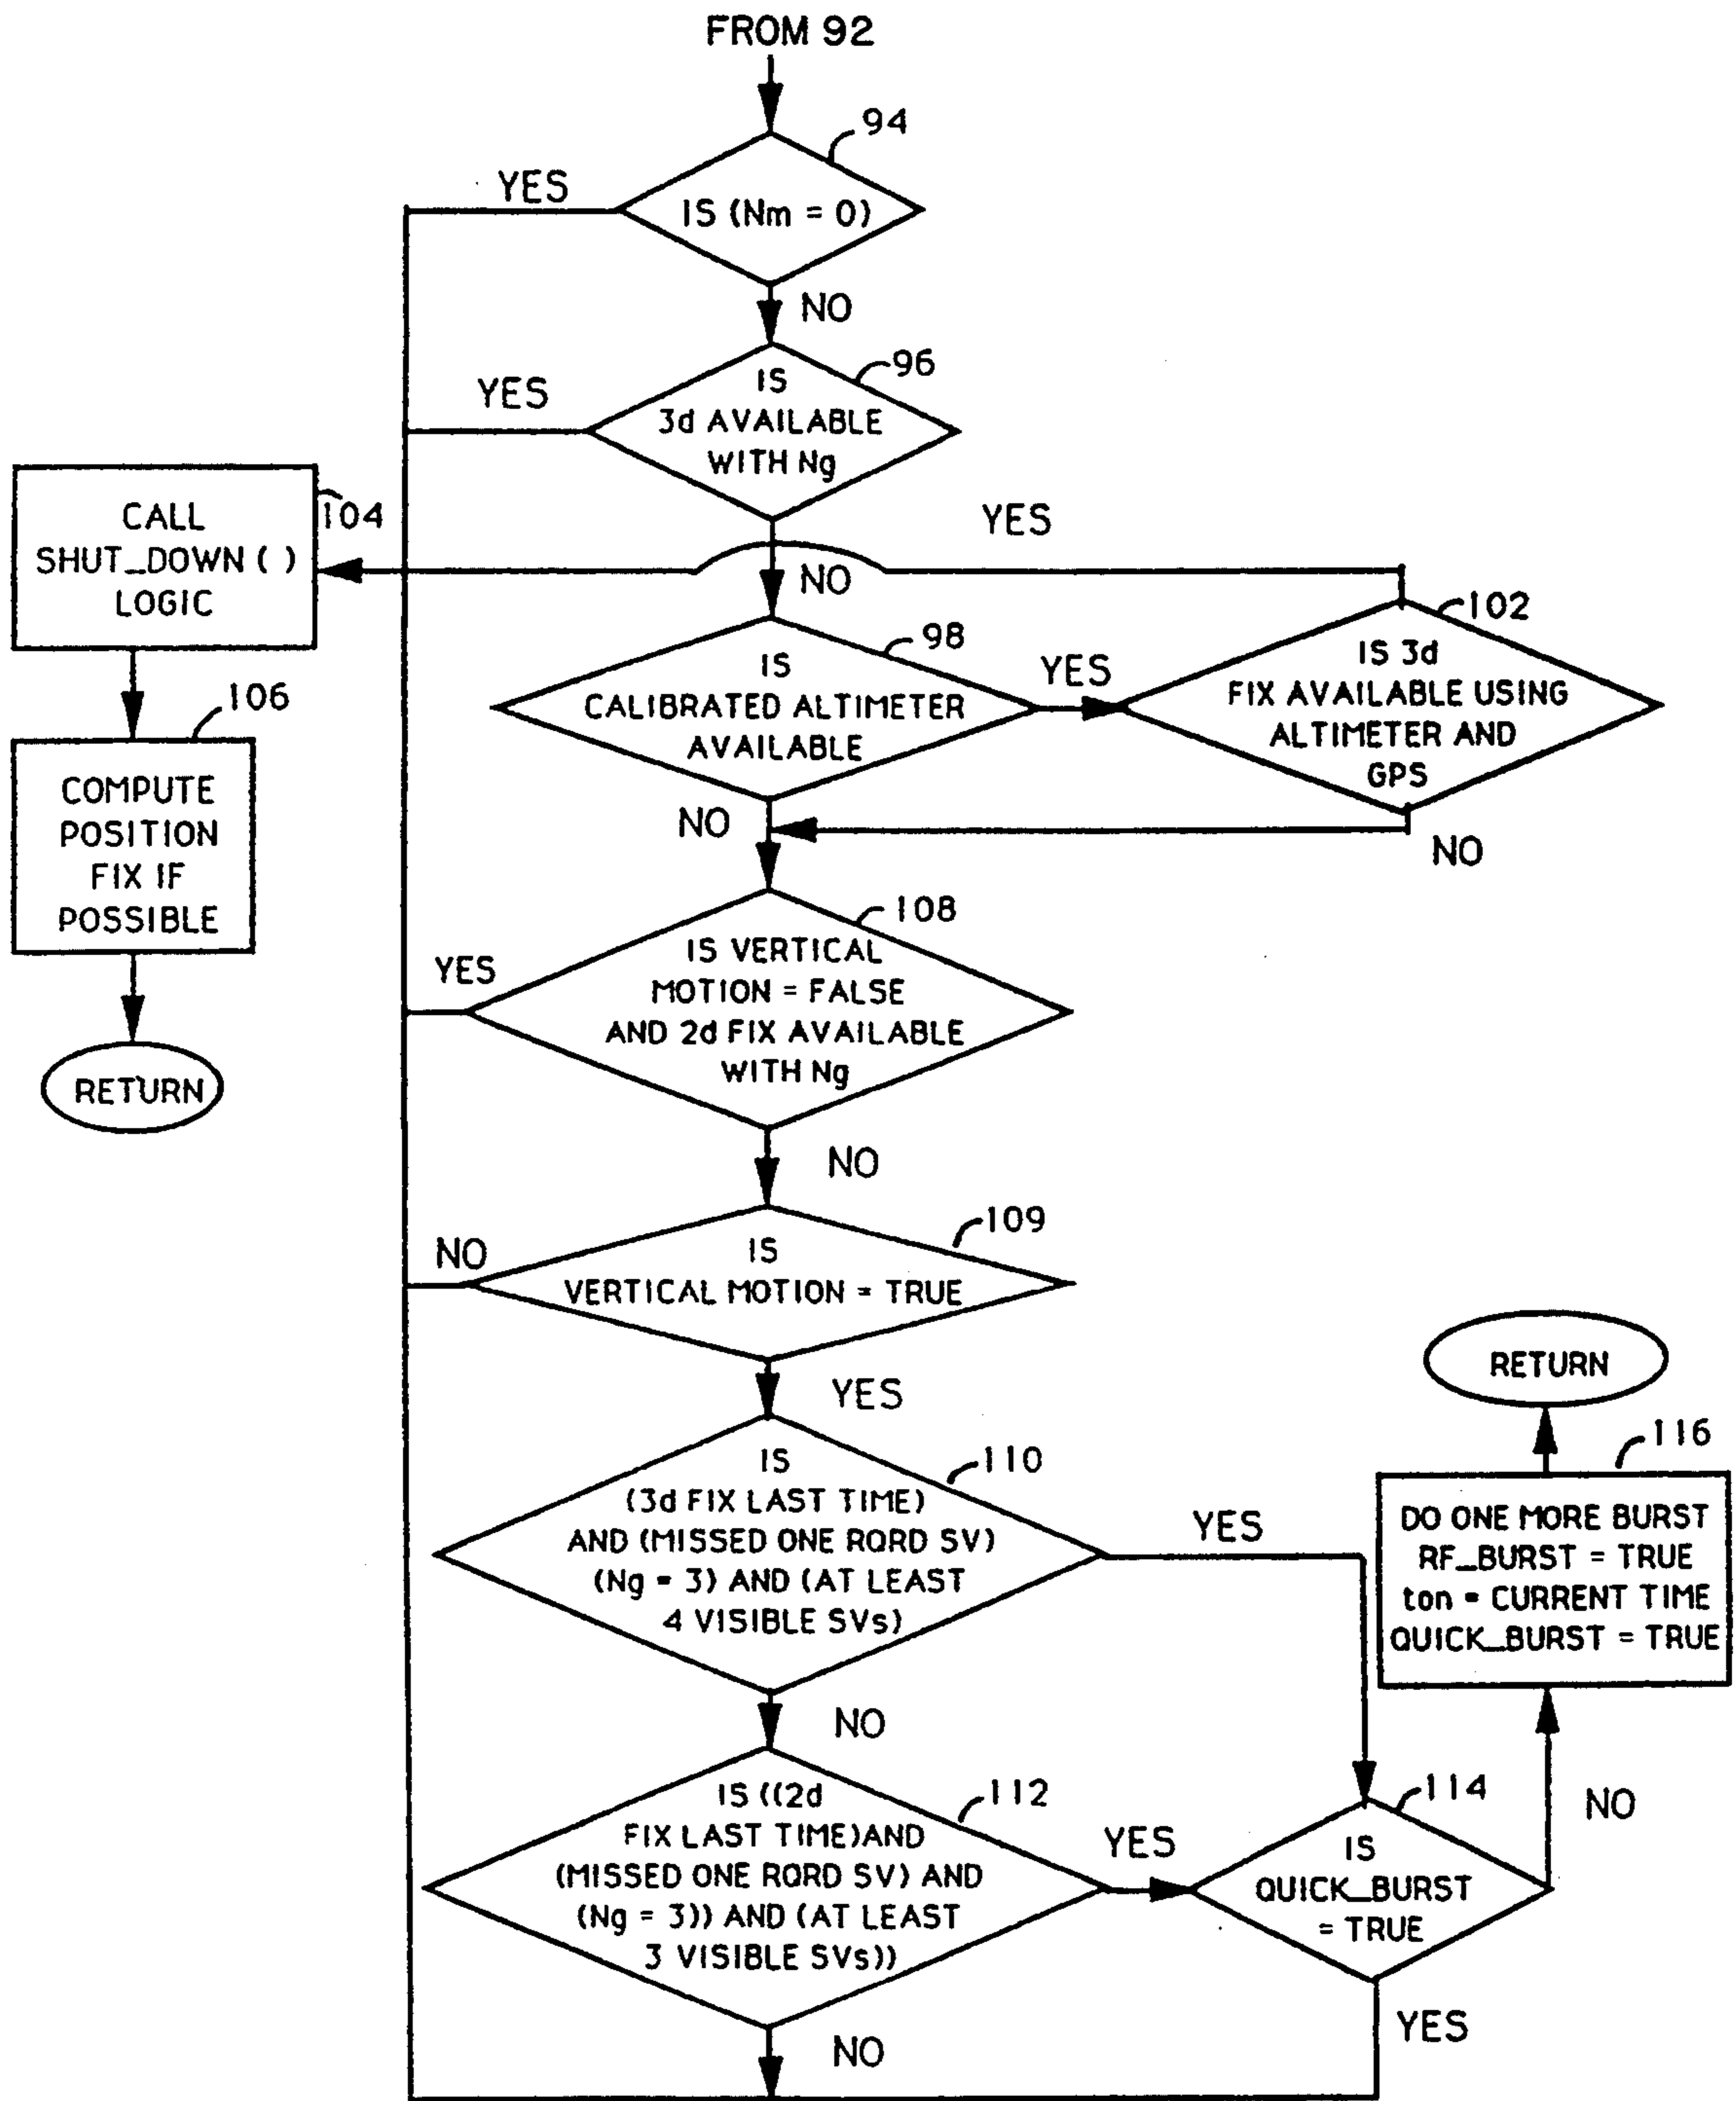 FROM 92
94
YES
IS (Nm = 0)
NO
96
YES
IS
3d AVAILABLE
WITH Ng
104
CALL
SHUT_DOWN ( )
LOGIC
YES
NO
98
IS
CALIBRATED ALTIMETER
AVAILABLE
YES
102
IS 3d
FIX AVAILABLE USING
ALTIMETER AND
GPS
106
COMPUTE
POSITION
FIX IF
POSSIBLE
NO
NO
108
YES
IS VERTICAL
MOTION = FALSE
AND 2d FIX AVAILABLE
WITH Ng
RETURN
NO
109
NO
IS
VERTICAL MOTION = TRUE
YES
RETURN
110
IS
(3d FIX LAST TIME)
AND (MISSED ONE RQRD SV)
(Ng = 3) AND (AT LEAST
4 VISIBLE SVs)
YES
116
DO ONE MORE BURST
RF_BURST = TRUE
ton = CURRENT TIME
QUICK_BURST = TRUE
NO
112
IS ((2d
FIX LAST TIME)AND
(MISSED ONE RQRD SV) AND
(Ng = 3)) AND (AT LEAST
3 VISIBLE SVs))
YES
114
IS
QUICK_BURST
= TRUE
NO
NO
YES